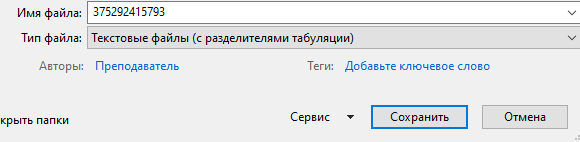 Имя файла: 375292415793
Тип файла: Текстовые файлы (с разделителями табуляции)
Авторы: Преподаватель Теги: Добавьте ключевое слово
крыть папки Сервис Сохранить Отмена